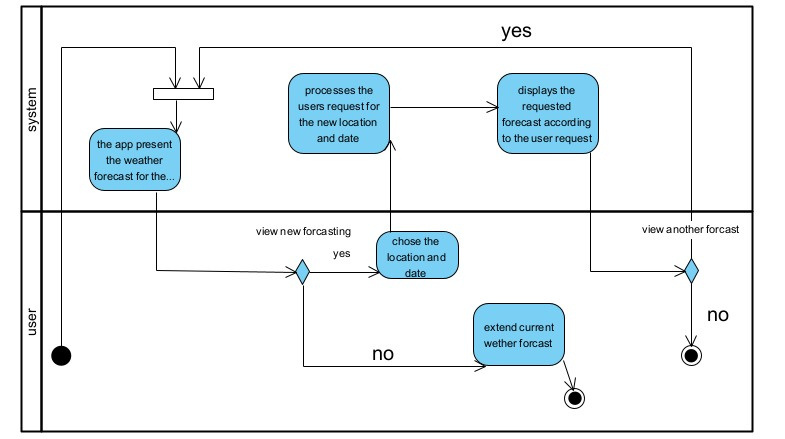 system
yes
processes the
users request for
the new location
and date
displays the
requested
forecast according
to the user request
the app present
the weather
forecast for the...
user
view new forcasting
yes
chose the
location and
date
view another forcast
no
extend current
wether forcast
no